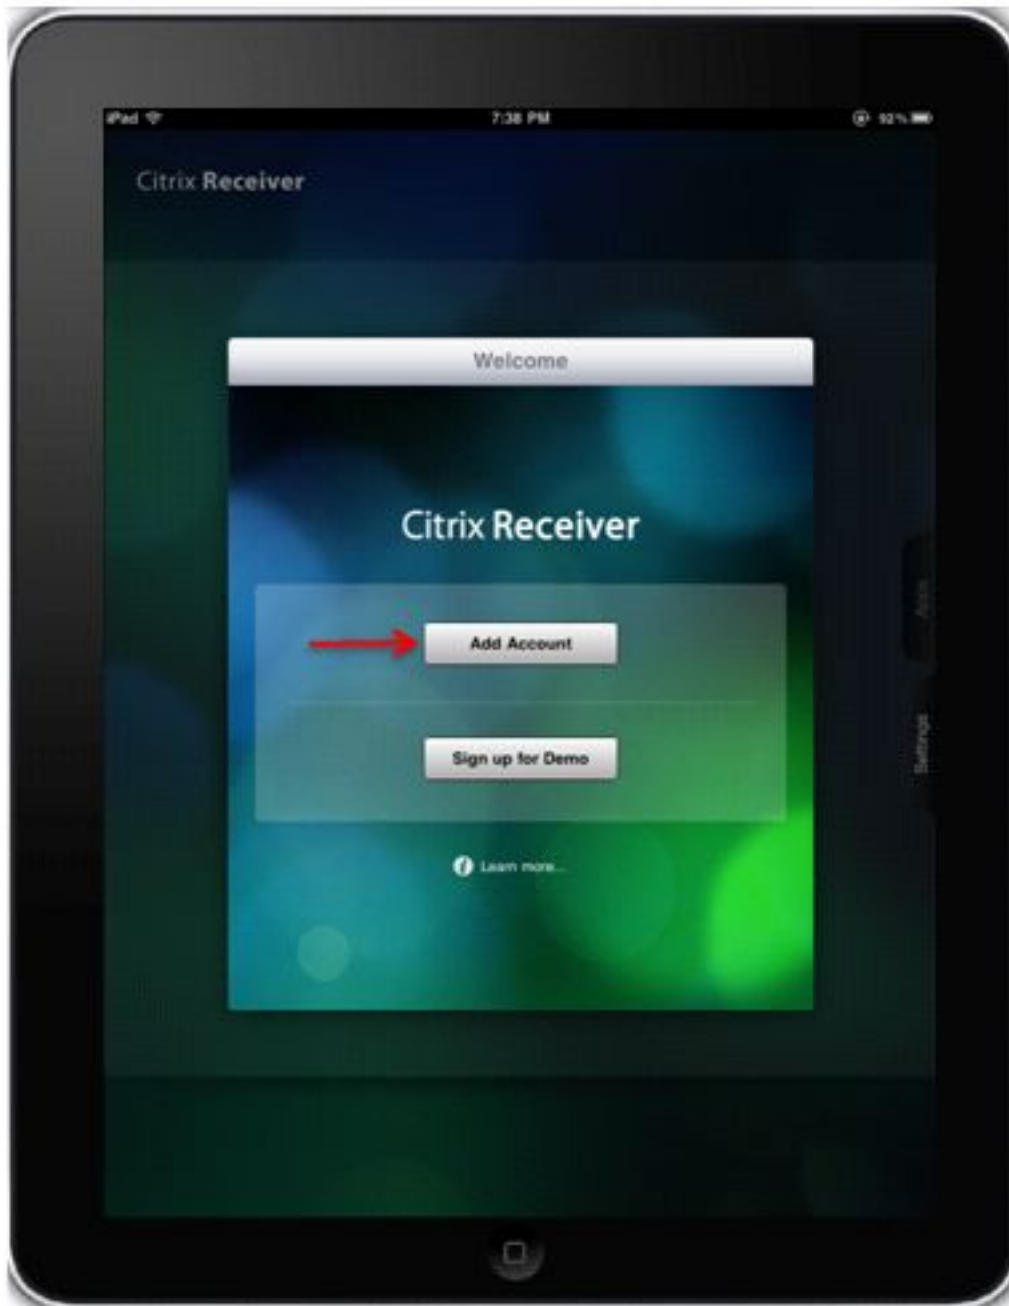 iPad 7:38 PM 92%
Citrix Receiver
Welcome
Citrix Receiver
Add Account
Sign up for Demo
Learn more...
Apps
Settings